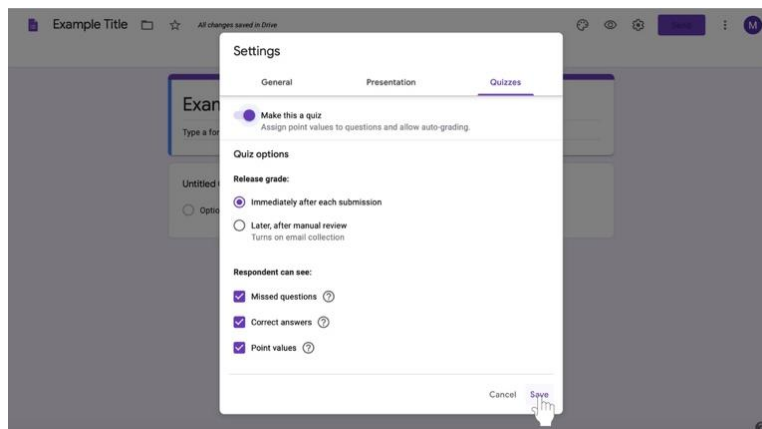 Example Title
All changes saved in Drive
M
Settings
General Presentation Quizzes
Exam
Type a for
Make this a quiz
Assign point values to questions and allow auto-grading.
Quiz options
Untitled
Release grade:
Immediately after each submission
Optio
Later, after manual review
Turns on email collection
Respondent can see:
Missed questions ?
Correct answers ?
Point values ?
Cancel Save